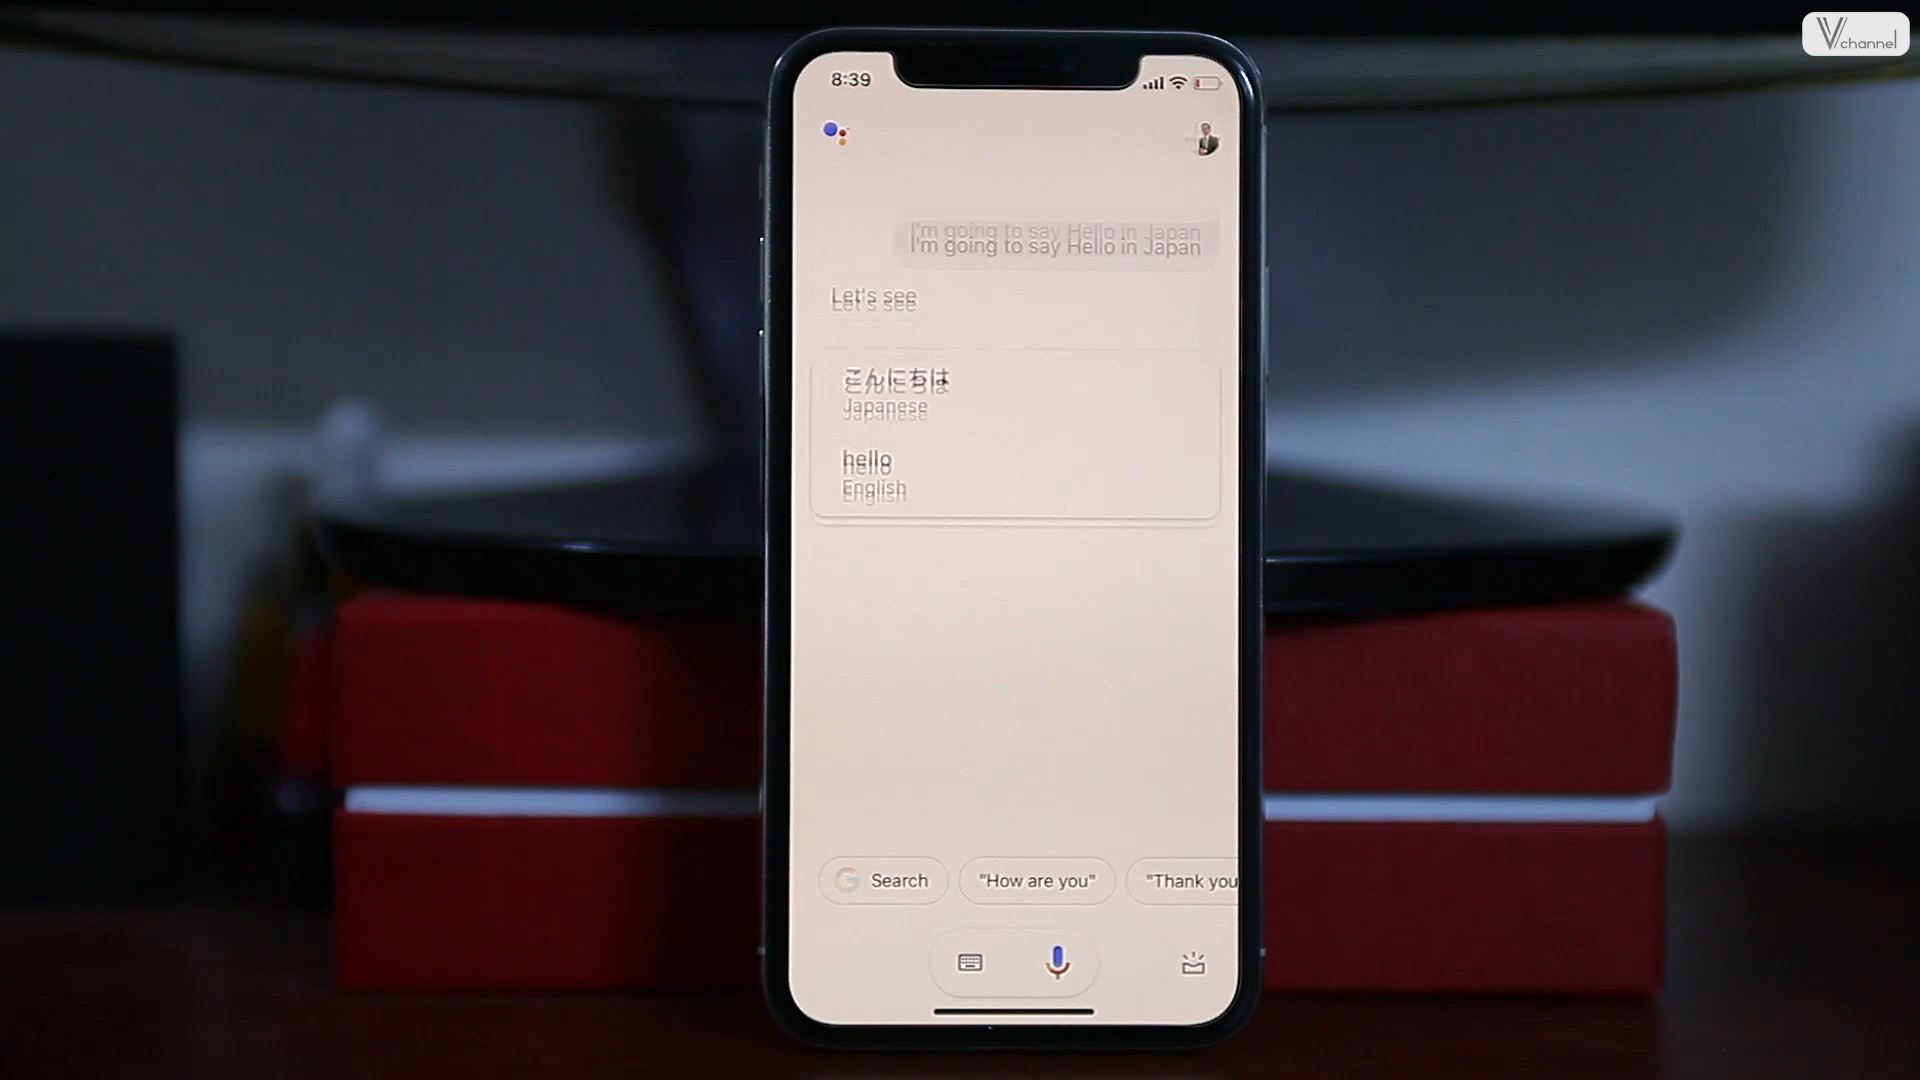 V channel
8:39
I'm going to say Hello in Japan
Let's see
こんにちは
Japanese
hello
English
Search
"How are you"
"Thank you